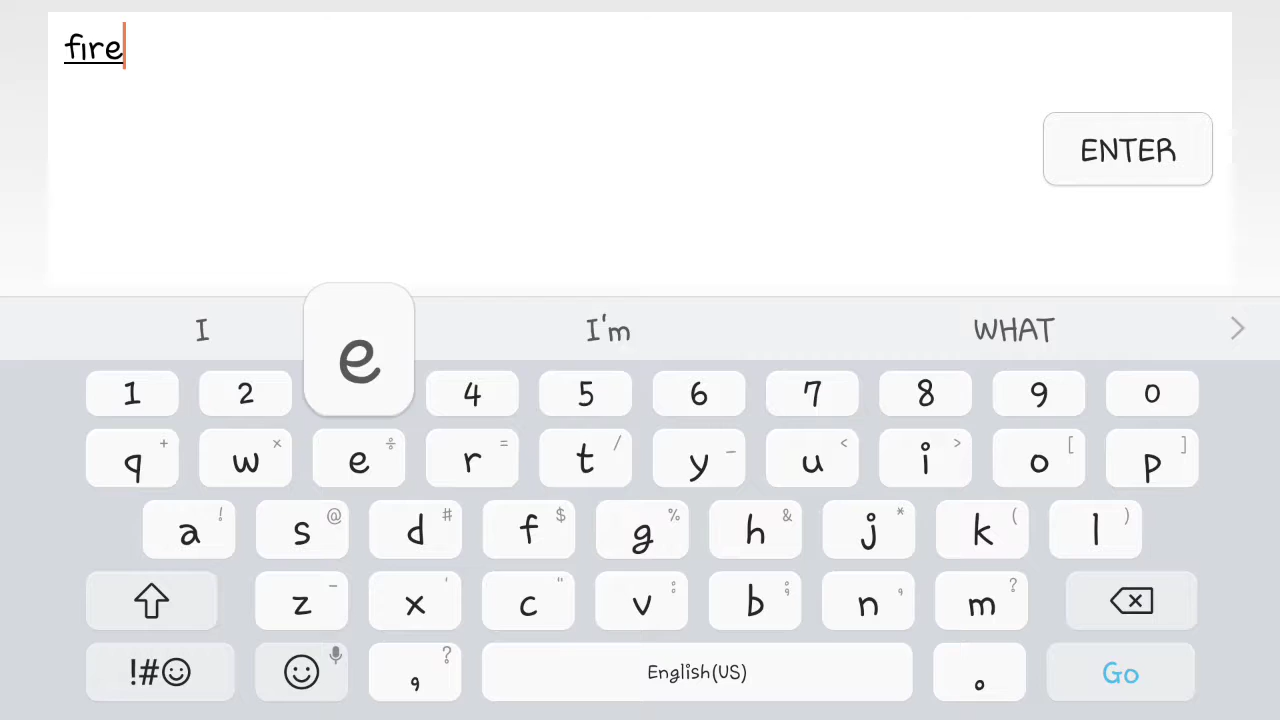 fire
ENTER
I I'm WHAT
e
1 2 4 5 6 7 8 9 0
+ × ÷ = / - < > [ ]
q w e r t y u i o p
! @ # $ % & * ( )
a s d f g h j k l
- ' " : ; , ?
z x c v b n m
!#☺ , ? English(US) . Go